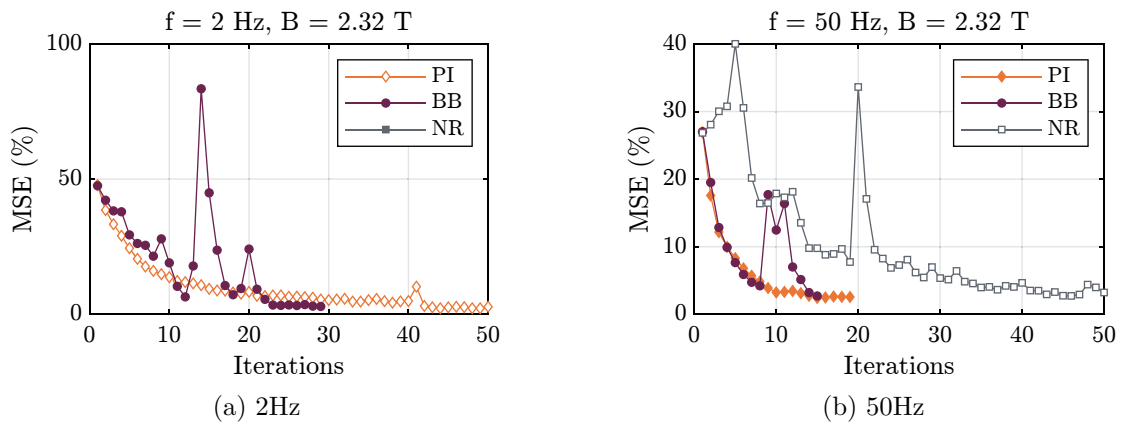 f = 2 Hz, B = 2.32 T
100
50
0
MSE (%)
PI
BB
NR
0 10 20 30 40 50
Iterations
(a) 2Hz
f = 50 Hz, B = 2.32 T
40
30
20
10
0
MSE (%)
PI
BB
NR
0 10 20 30 40 50
Iterations
(b) 50Hz